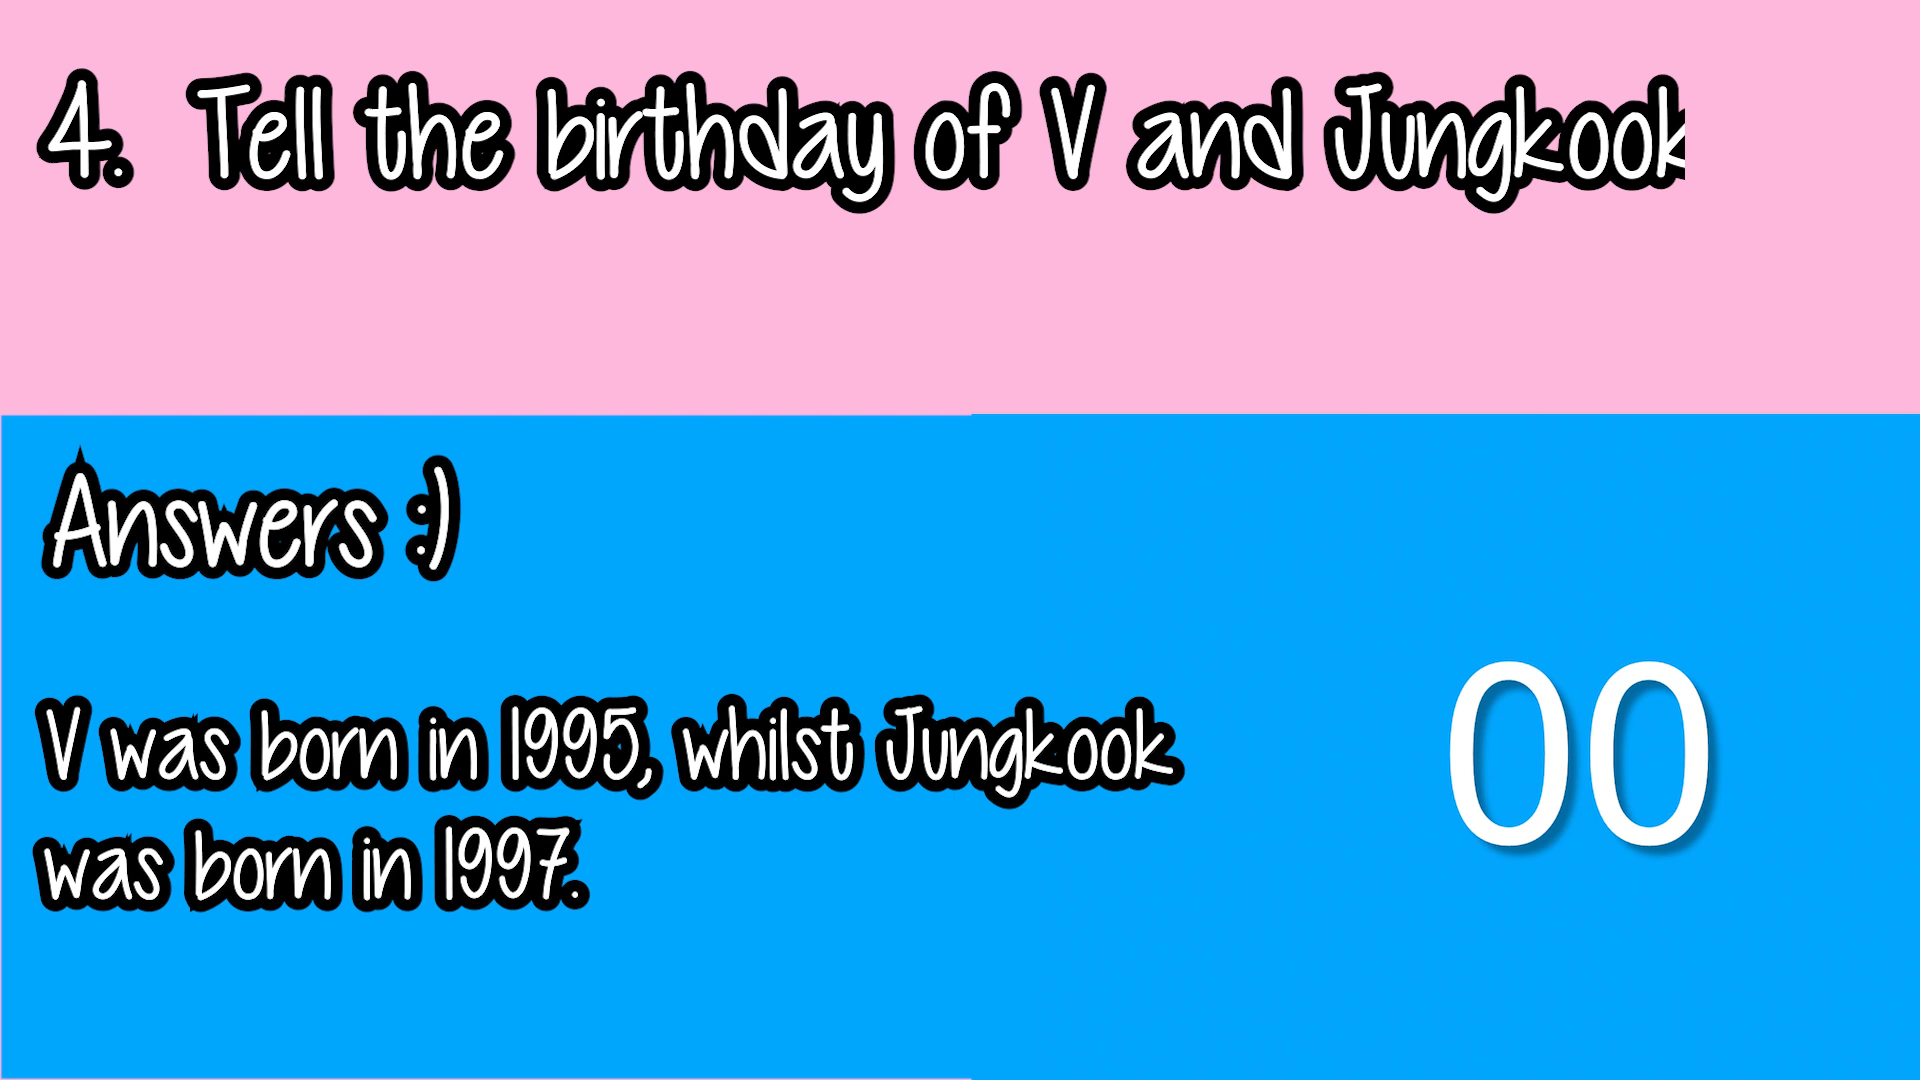 4. Tell the birthday of V and Jungkook
Answers :)
V was born in 1995, whilst Jungkook
was born in 1997.
00